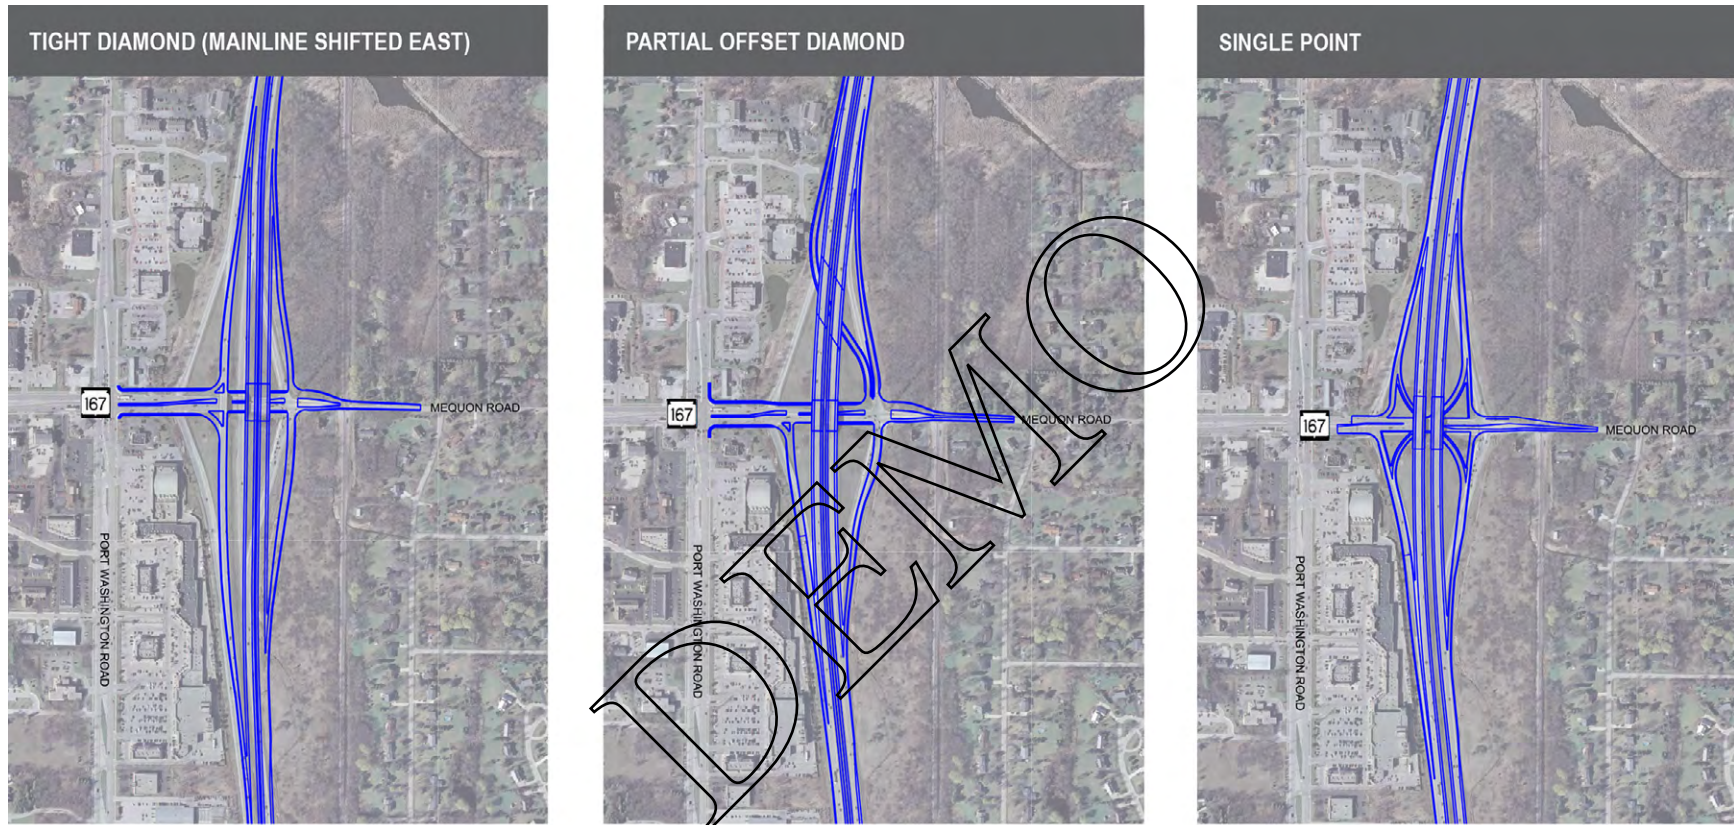 TIGHT DIAMOND (MAINLINE SHIFTED EAST)
167
MEQUON ROAD
PORT WASHINGTON ROAD
PARTIAL OFFSET DIAMOND
167
MEQUON ROAD
PORT WASHINGTON ROAD
SINGLE POINT
167
MEQUON ROAD
PORT WASHINGTON ROAD
DEMO